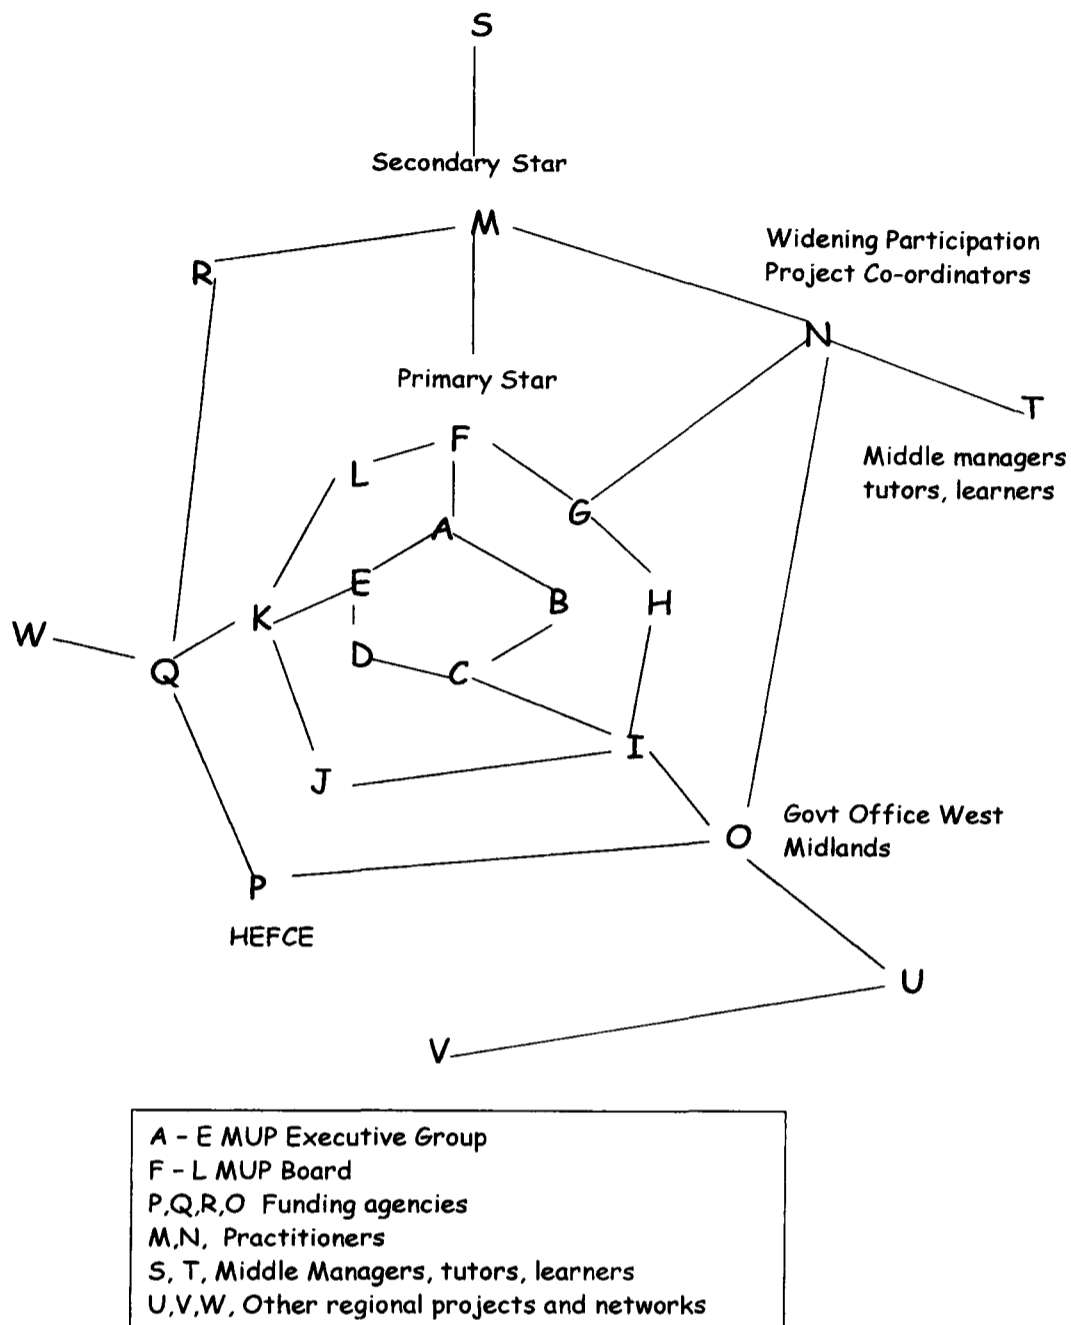 S
Secondary Star
M
R
Widening Participation
Project Co-ordinators
N
Primary Star
T
F
L
Middle managers
tutors, learners
G
A
E
B
H
K
W
D
C
Q
I
J
Govt Office West
O
Midlands
P
HEFCE
U
V
A - E MUP Executive Group
F - L MUP Board
P,Q,R,O Funding agencies
M,N, Practitioners
S, T, Middle Managers, tutors, learners
U,V,W, Other regional projects and networks